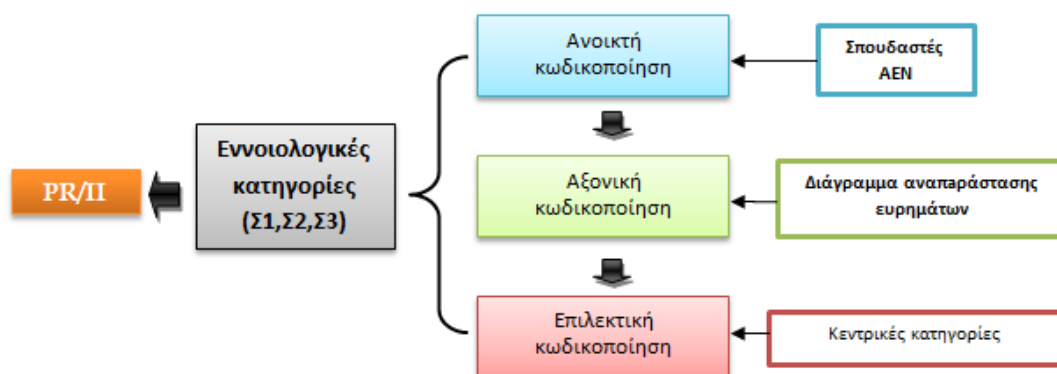 Ανοικτή
κωδικοποίηση
Σπουδαστές
ΑΕΝ
Εννοιολογικές
κατηγορίες
(Σ1,Σ2,Σ3)
PR/II
Αξονική
κωδικοποίηση
Διάγραμμα αναπαράστασης
ευρημάτων
Επιλεκτική
κωδικοποίηση
Κεντρικές κατηγορίες